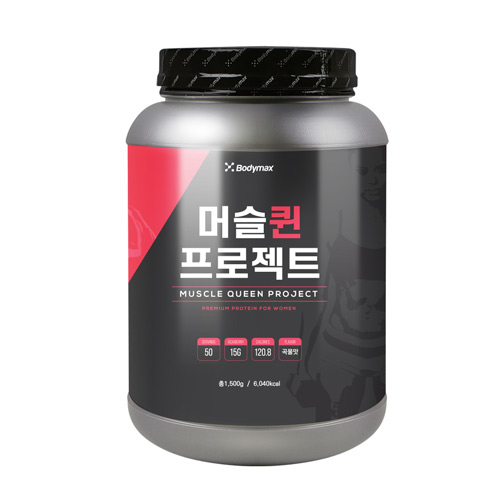 Bodymax
머슬퀸
프로젝트
MUSCLE QUEEN PROJECT
PREMIUM PROTEIN FOR WOMEN
50 15G 120.8 곡물맛
총1,500g / 6,040kcal